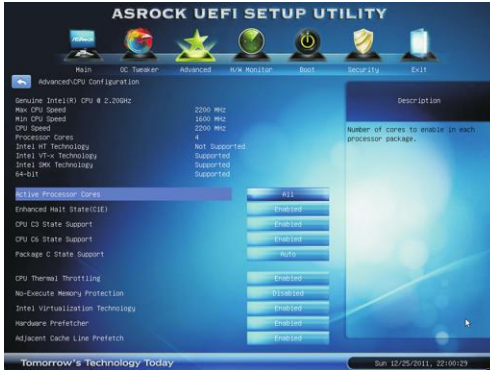 ASROCK UEFI SETUP UTILITY
Main OC Tweaker Advanced H/W Monitor Boot Security Exit
Advanced\CPU Configuration
Description
Genuine Intel(R) CPU @ 2.20GHz
Max CPU Speed 2200 MHz
Min CPU Speed 1600 MHz
CPU Speed 2200 MHz
Processor Cores 4
Intel HT Technology Not Supported
Intel VT-x Technology Supported
Intel SMX Technology Supported
64-bit Supported
Number of cores to enable in each
processor package.
Active Processor Cores All
Enhanced Halt State(C1E) Enabled
CPU C3 State Support Enabled
CPU C6 State Support Enabled
Package C State Support Auto
CPU Thermal Throttling Enabled
No-Execute Memory Protection Disabled
Intel Virtualization Technology Enabled
Hardware Prefetcher Enabled
Adjacent Cache Line Prefetch Enabled
Tomorrow's Technology Today
Sun 12/25/2011, 22:00:29